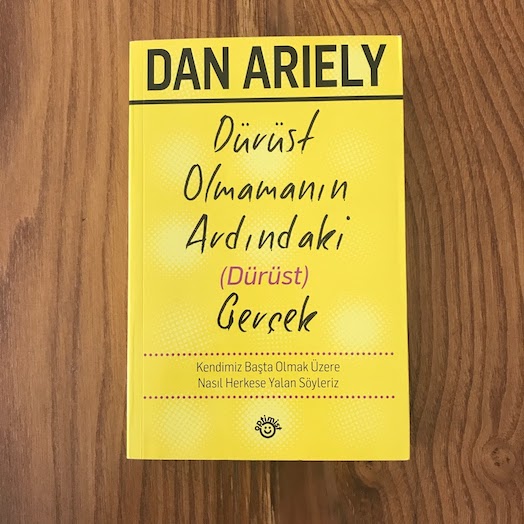 DAN ARIELY
Dürüst
Olmamanın
Ardındaki
(Dürüst)
Gerçek
Kendimiz Başta Olmak Üzere
Nasıl Herkese Yalan Söyleriz
optimist